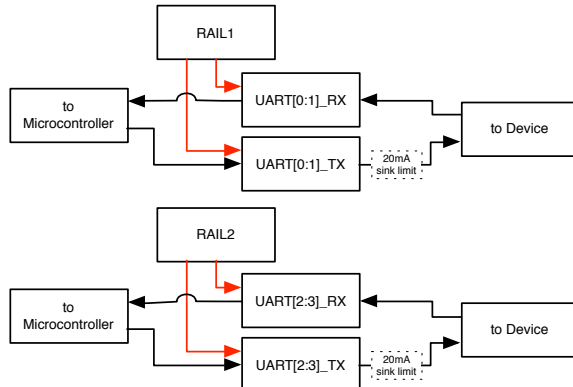 RAIL1
to
Microcontroller
UART[0:1]_RX
to Device
UART[0:1]_TX
20mA
sink limit
RAIL2
to
Microcontroller
UART[2:3]_RX
to Device
UART[2:3]_TX
20mA
sink limit